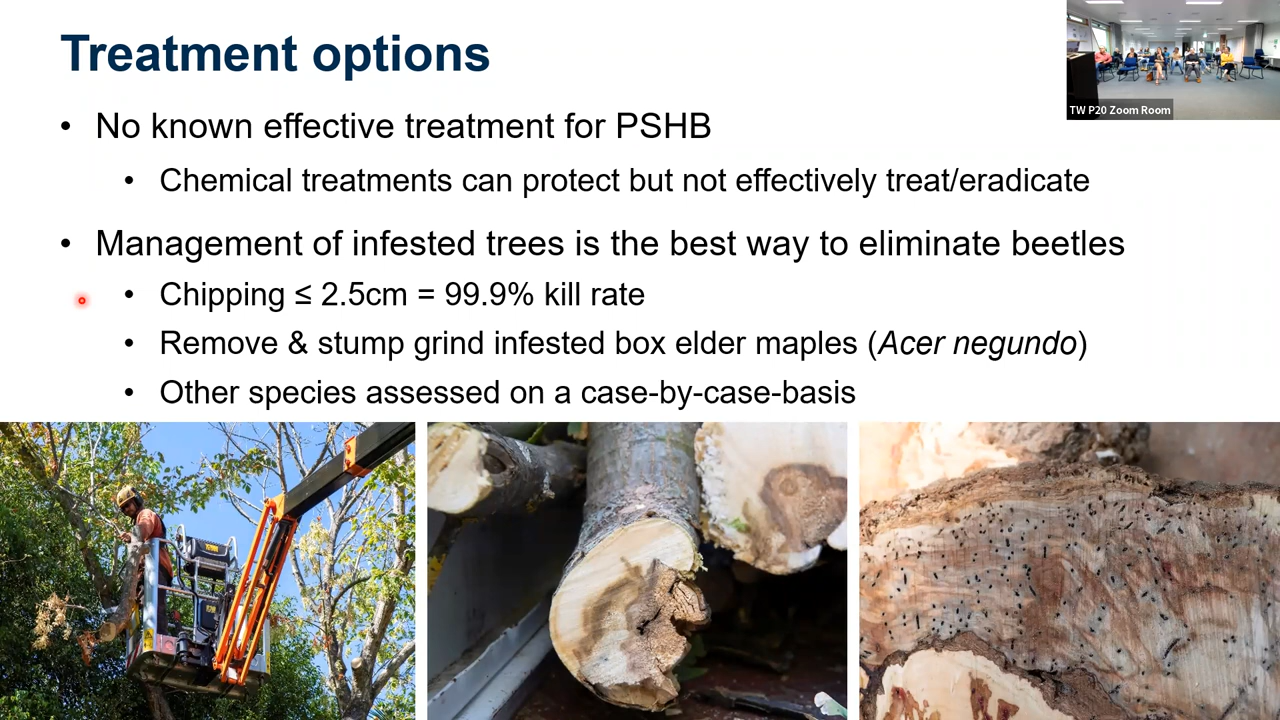 Treatment options
TW P20 Zoom Room
• No known effective treatment for PSHB
• Chemical treatments can protect but not effectively treat/eradicate
• Management of infested trees is the best way to eliminate beetles
• Chipping ≤ 2.5cm = 99.9% kill rate
• Remove & stump grind infested box elder maples (Acer negundo)
• Other species assessed on a case-by-case-basis